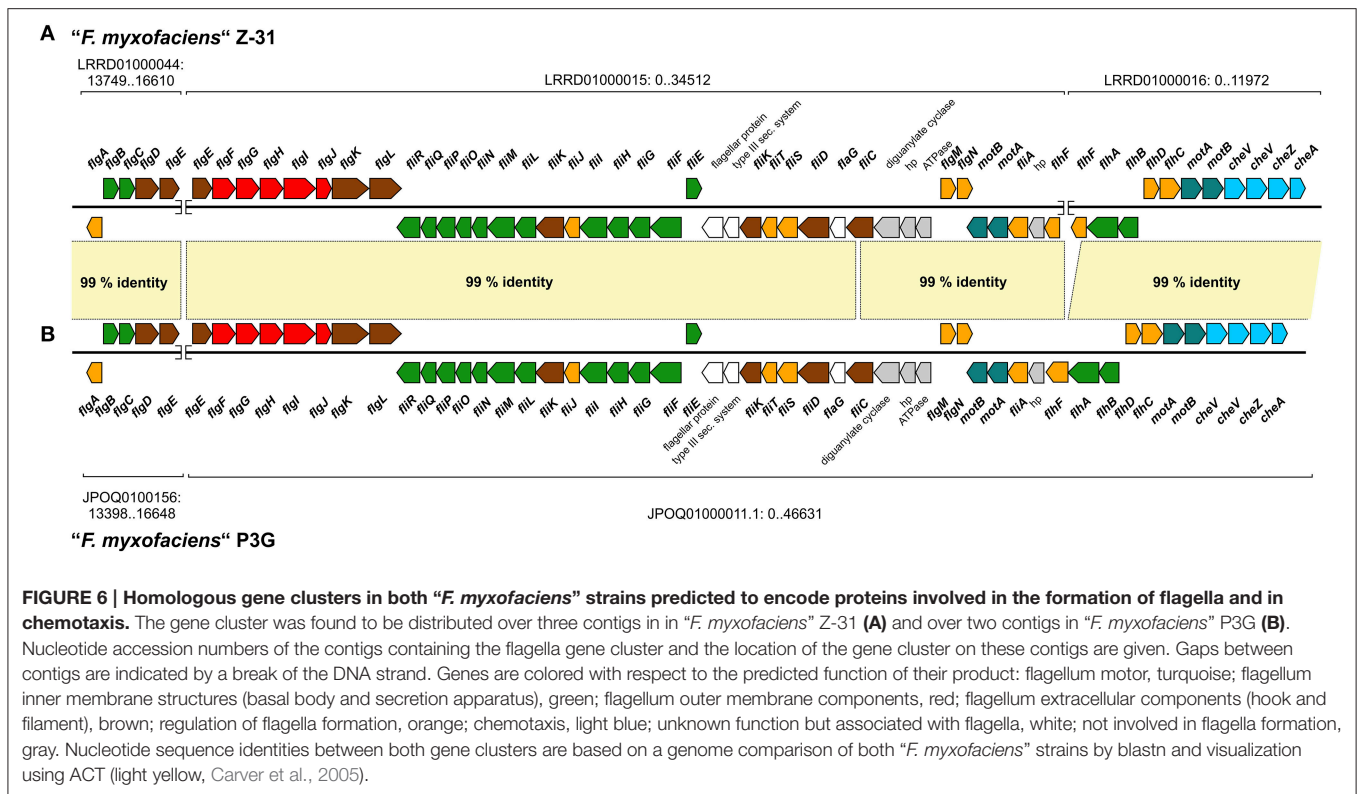 A "F. myxofaciens" Z-31
LRRD01000044:
13749..16610
LRRD01000015: 0..34512
LRRD01000016: 0..11972
flgA flgB flgC flgD flgE flgE flgF flgG flgH flgI flgJ flgK flgL fliR fliQ fliP fliO fliN fliM fliL fliK fliJ fliI fliH fliG fliF fliE flagellar protein type III sec. system fliK fliT fliS fliD flaG fliC diguanylate cyclase hp ATPase flgM flgN motB motA fliA hp flhF flhF flhA flhB flhD flhC motA motB cheV cheV cheZ cheA
99 % identity
99 % identity
99 % identity
99 % identity
B
flgA flgB flgC flgD flgE flgE flgF flgG flgH flgI flgJ flgK flgL fliR fliQ fliP fliO fliN fliM fliL fliK fliJ fliI fliH fliG fliF fliE flagellar protein type III sec. system fliK fliT fliS fliD flaG fliC diguanylate cyclase hp ATPase flgM flgN motB motA fliA hp flhF flhA flhB flhD flhC motA motB cheV cheV cheZ cheA
JPOQ0100156:
13398..16648
JPOQ01000011.1: 0..46631
"F. myxofaciens" P3G
FIGURE 6 | Homologous gene clusters in both "F. myxofaciens" strains predicted to encode proteins involved in the formation of flagella and in
chemotaxis. The gene cluster was found to be distributed over three contigs in in "F. myxofaciens" Z-31 (A) and over two contigs in "F. myxofaciens" P3G (B).
Nucleotide accession numbers of the contigs containing the flagella gene cluster and the location of the gene cluster on these contigs are given. Gaps between
contigs are indicated by a break of the DNA strand. Genes are colored with respect to the predicted function of their product: flagellum motor, turquoise; flagellum
inner membrane structures (basal body and secretion apparatus), green; flagellum outer membrane components, red; flagellum extracellular components (hook and
filament), brown; regulation of flagella formation, orange; chemotaxis, light blue; unknown function but associated with flagella, white; not involved in flagella formation,
gray. Nucleotide sequence identities between both gene clusters are based on a genome comparison of both "F. myxofaciens" strains by blastn and visualization
using ACT (light yellow, Carver et al., 2005).